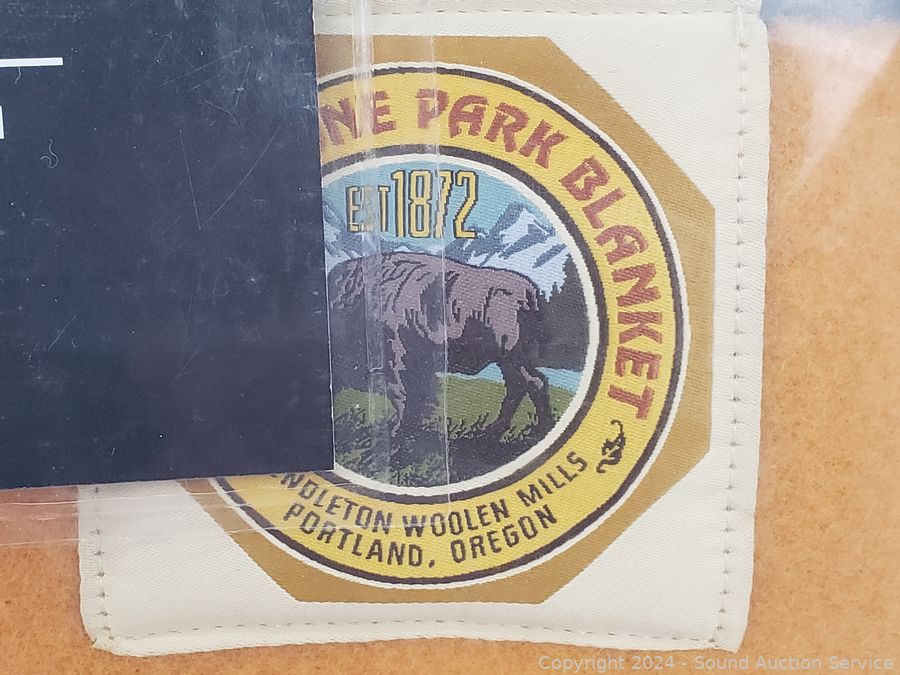 NE PARK BLANKET
EST 1872
NDLETON WOOLEN MILLS
PORTLAND, OREGON
Copyright 2024 - Sound Auction Service